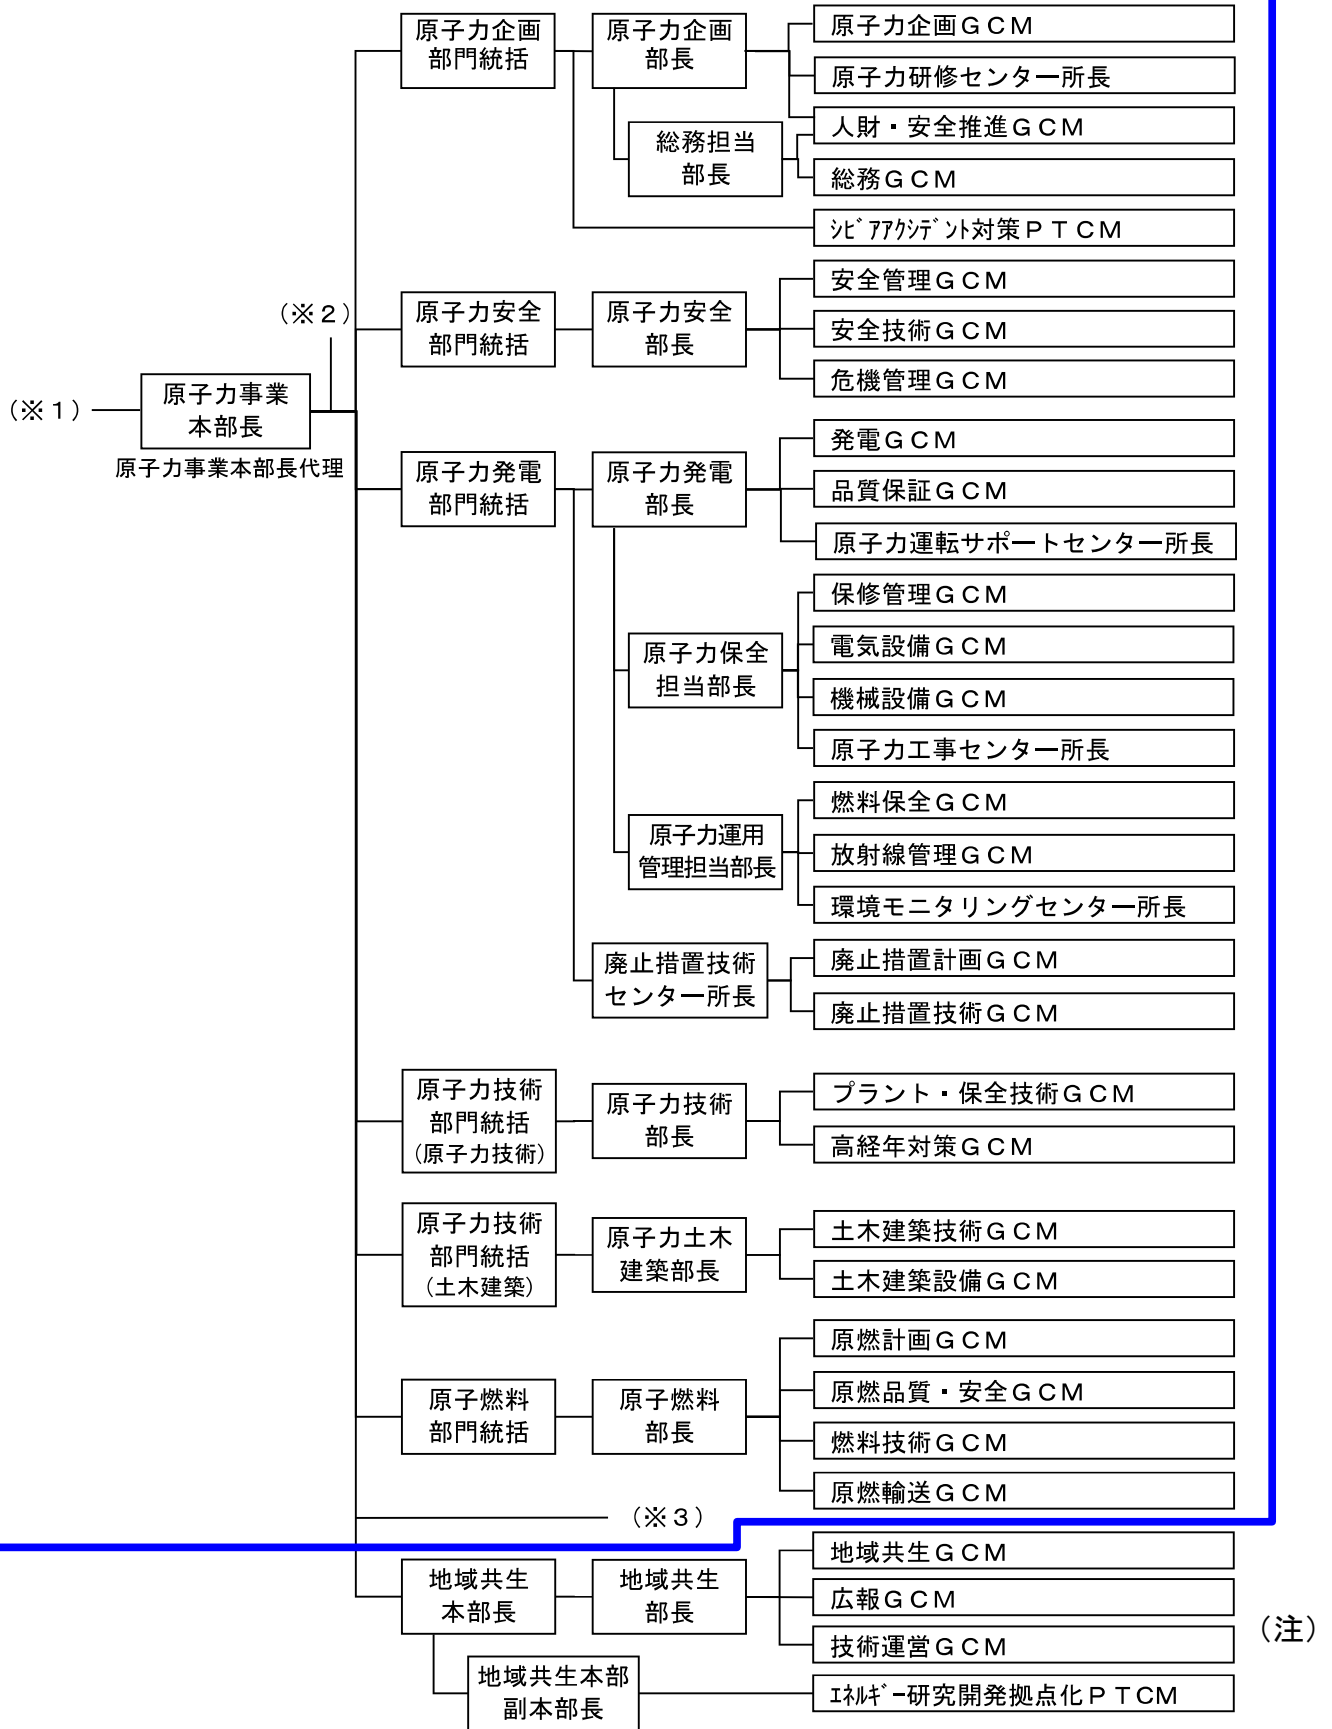 原子力企画
部門統括
原子力企画
部長
原子力企画ＧＣＭ
原子力研修センター所長
人財・安全推進ＧＣＭ
総務担当
部長
総務ＧＣＭ
ｼﾋﾞｱｱｸｼﾃﾞﾝﾄ対策ＰＴＣＭ
（※２）
原子力安全
部門統括
原子力安全
部長
安全管理ＧＣＭ
安全技術ＧＣＭ
危機管理ＧＣＭ
（※１）
原子力事業
本部長
原子力事業本部長代理
原子力発電
部門統括
原子力発電
部長
発電ＧＣＭ
品質保証ＧＣＭ
原子力運転サポートセンター所長
原子力保全
担当部長
保修管理ＧＣＭ
電気設備ＧＣＭ
機械設備ＧＣＭ
原子力工事センター所長
原子力運用
管理担当部長
燃料保全ＧＣＭ
放射線管理ＧＣＭ
環境モニタリングセンター所長
廃止措置技術
センター所長
廃止措置計画ＧＣＭ
廃止措置技術ＧＣＭ
原子力技術
部門統括
（原子力技術）
原子力技術
部長
プラント・保全技術ＧＣＭ
高経年対策ＧＣＭ
原子力技術
部門統括
（土木建築）
原子力土木
建築部長
土木建築技術ＧＣＭ
土木建築設備ＧＣＭ
原子燃料
部門統括
原子燃料
部長
原燃計画ＧＣＭ
原燃品質・安全ＧＣＭ
燃料技術ＧＣＭ
原燃輸送ＧＣＭ
（※３）
地域共生
本部長
地域共生
部長
地域共生ＧＣＭ
広報ＧＣＭ
技術運営ＧＣＭ
（注）
地域共生本部
副本部長
ｴﾈﾙｷﾞｰ研究開発拠点化ＰＴＣＭ